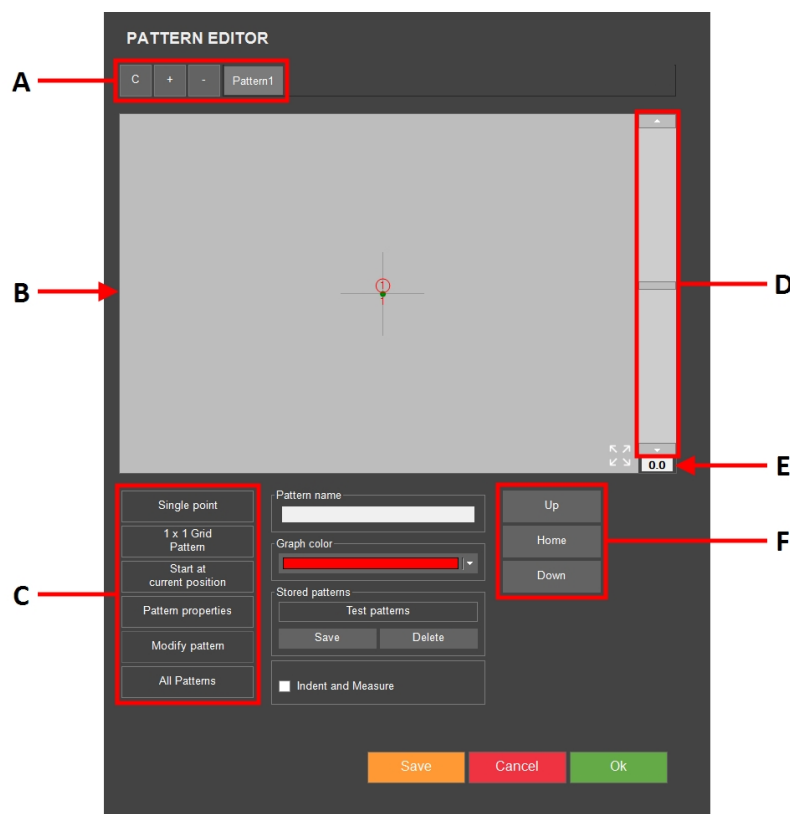 PATTERN EDITOR
A
C + - Pattern1
B
1
D
0.0
E
Single point
Pattern name
Up
1 x 1 Grid
Pattern
Graph color
Home
F
Start at
current position
Down
C
Stored patterns
Pattern properties
Test patterns
Save Delete
Modify pattern
All Patterns
Indent and Measure
Save Cancel Ok